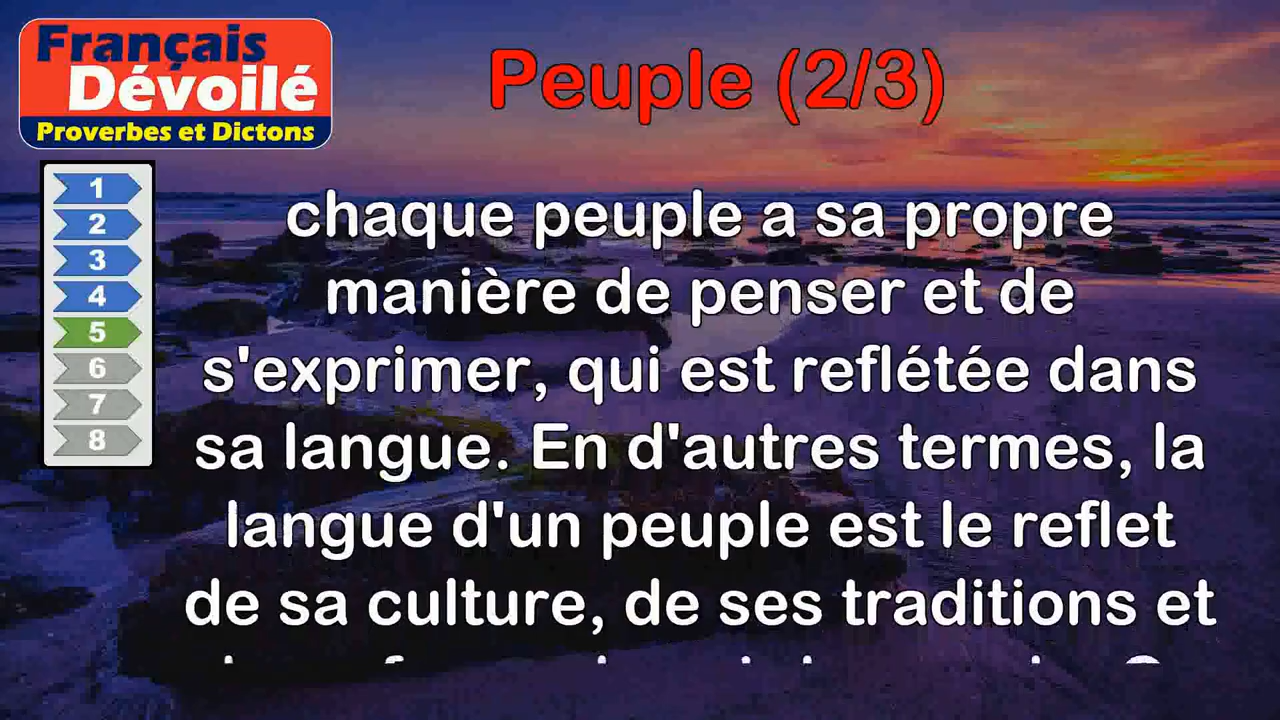 Français
Dévoilé
Proverbes et Dictons
Peuple (2/3)
1
2
3
4
5
6
7
8
chaque peuple a sa propre
manière de penser et de
s'exprimer, qui est reflétée dans
sa langue. En d'autres termes, la
langue d'un peuple est le reflet
de sa culture, de ses traditions et